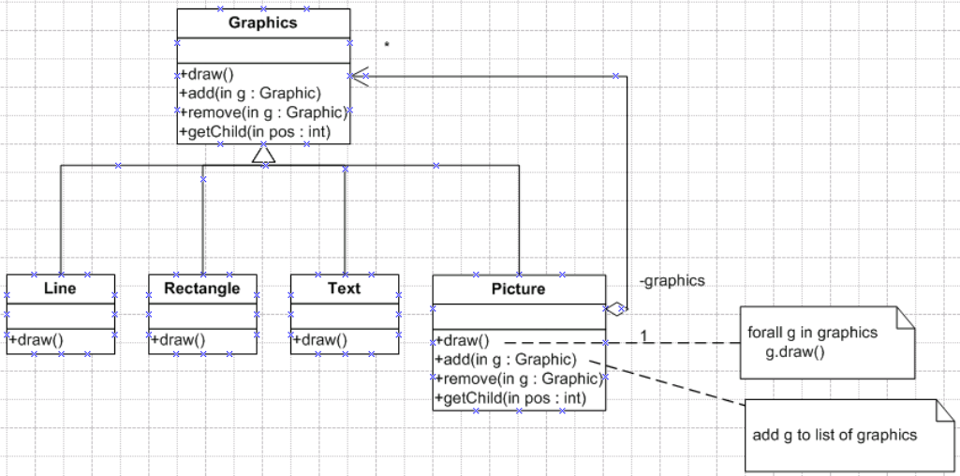 Graphics
*
+draw()
+add(in g : Graphic)
+remove(in g : Graphic)
+getChild(in pos : int)
Line
+draw()
Rectangle
+draw()
Text
+draw()
Picture
+draw()
+add(in g : Graphic)
+remove(in g : Graphic)
+getChild(in pos : int)
-graphics
1
forall g in graphics
g.draw()
add g to list of graphics